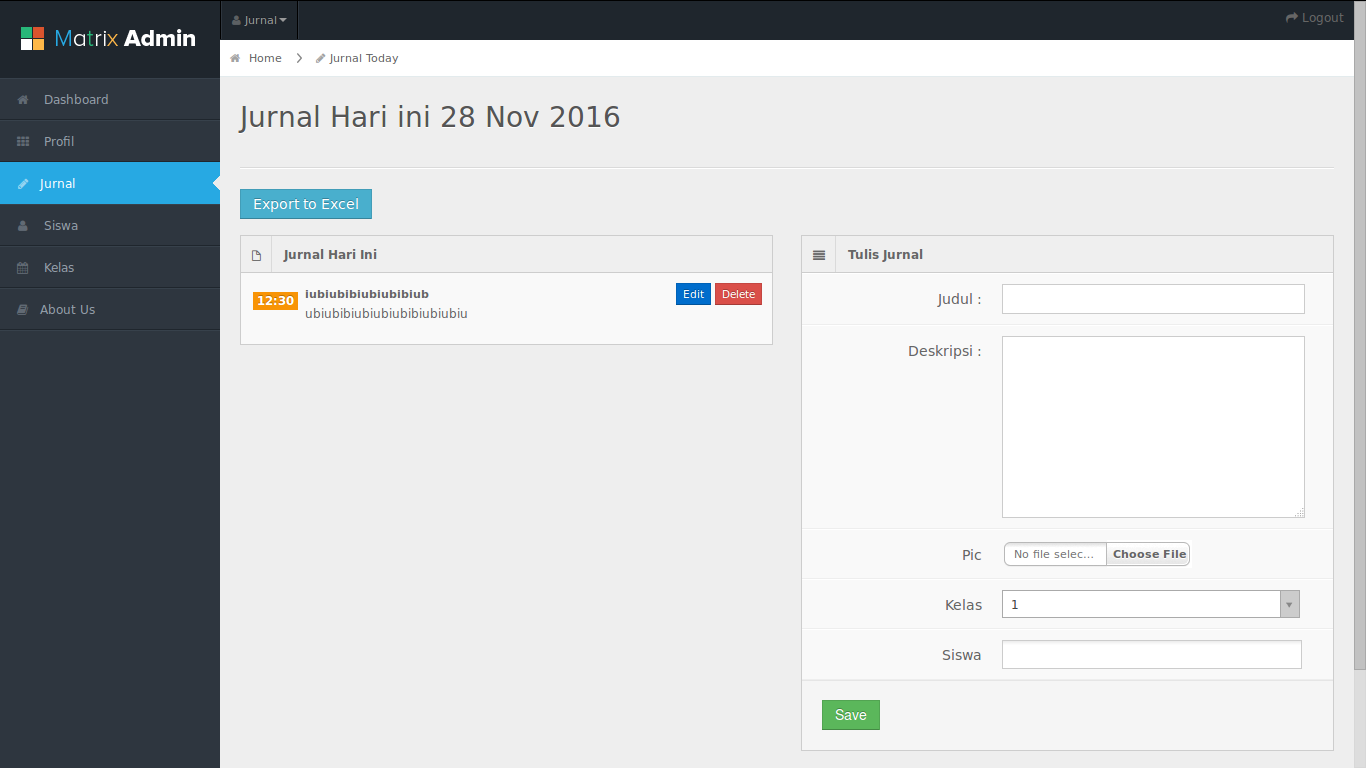 Matrix Admin
Jurnal
Logout
Home
Jurnal Today
Dashboard
Profil
Jurnal
Siswa
Kelas
About Us
Jurnal Hari ini 28 Nov 2016
Export to Excel
Jurnal Hari Ini
12:30
iubiubibiubiubibiub
Edit
Delete
ubiubibiubiubiubibiubiubiu
Tulis Jurnal
Judul :
Deskripsi :
Pic
No file selec...
Choose File
Kelas
1
Siswa
Save